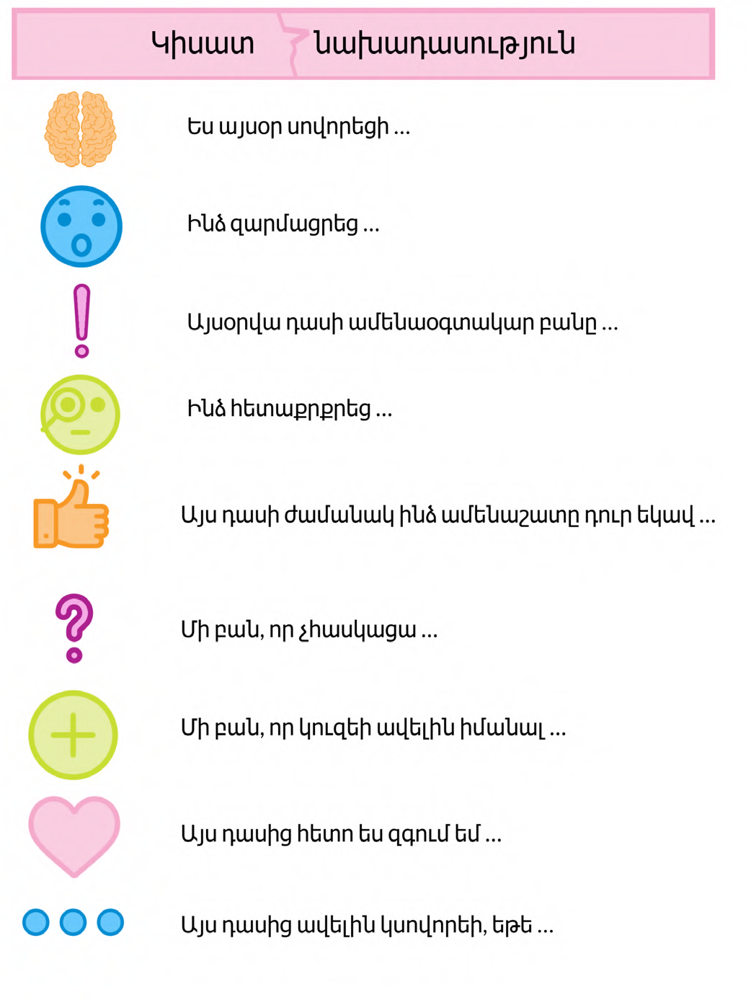 Կիսատ նախադասություն
Ես այսօր սովորեցի ...
Ինձ զարմացրեց ...
Այսօրվա դասի ամենաօգտակար բանը ...
Ինձ հետաքրքրեց ...
Այս դասի ժամանակ ինձ ամենաշատը դուր եկավ ...
Մի բան, որ չհասկացա ...
Մի բան, որ կուզեի ավելին իմանալ ...
Այս դասից հետո ես զգում եմ ...
Այս դասից ավելին կսովորեի, եթե ...